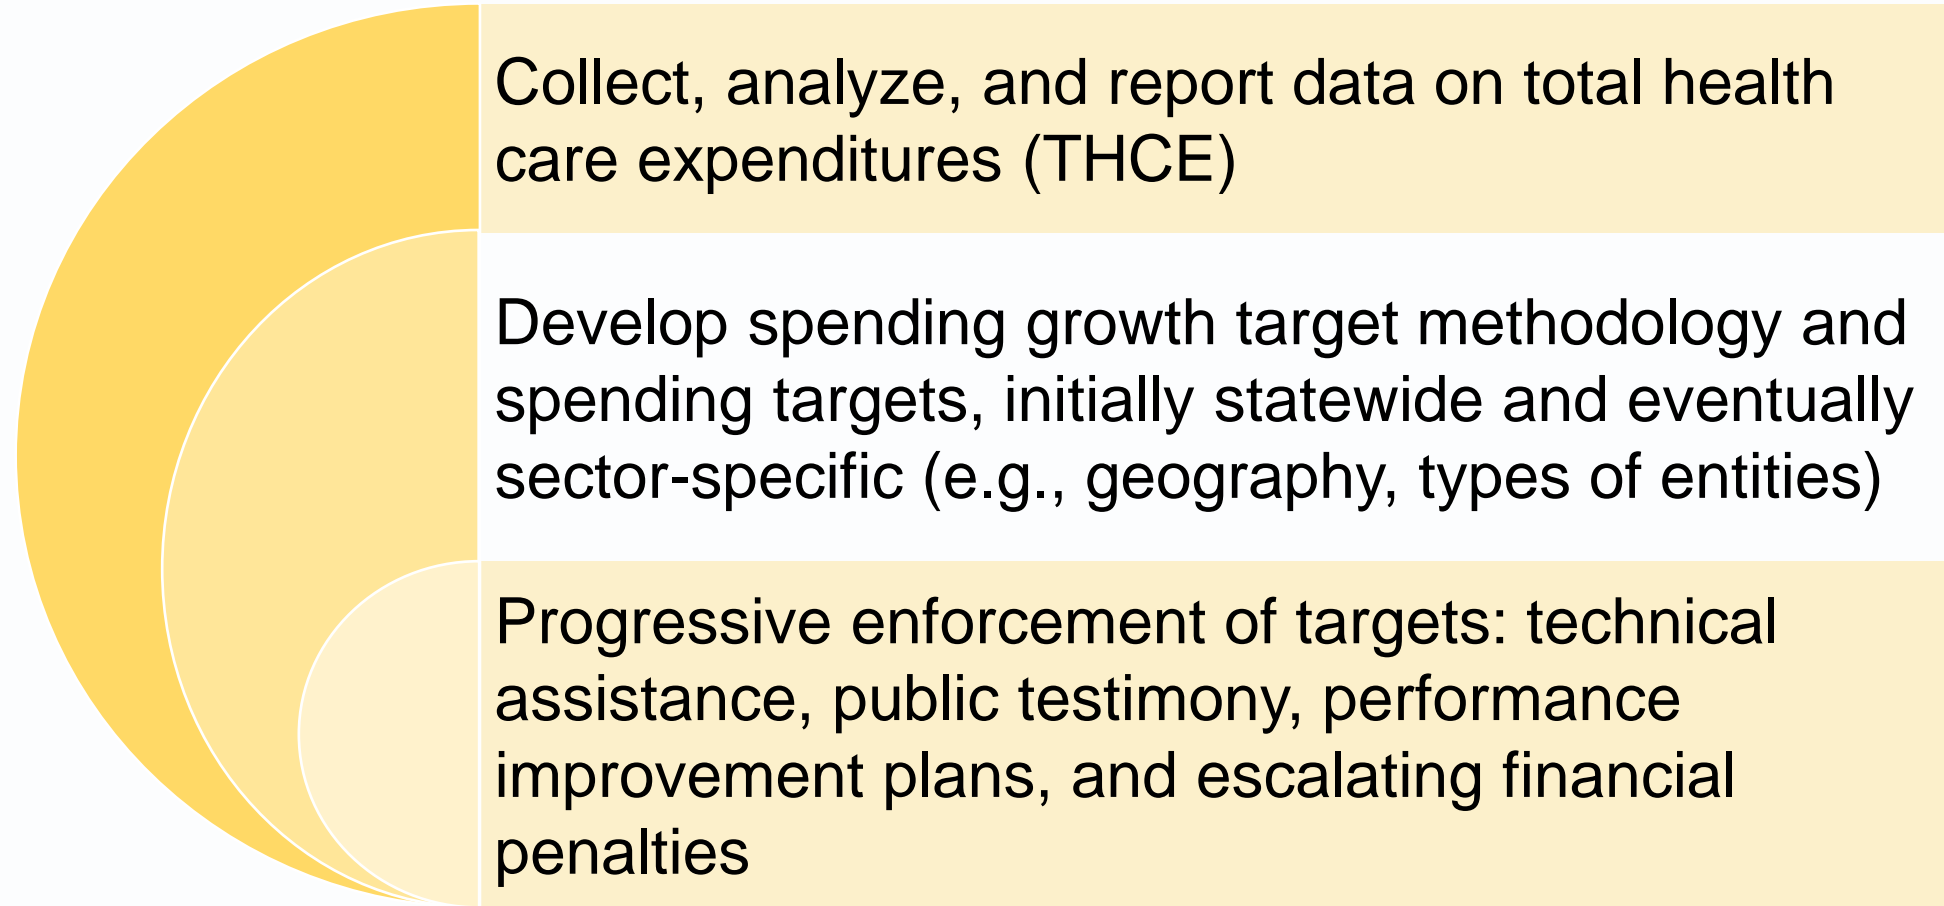 Collect, analyze, and report data on total health
care expenditures (THCE)
Develop spending growth target methodology and
spending targets, initially statewide and eventually
sector-specific (e.g., geography, types of entities)
Progressive enforcement of targets: technical
assistance, public testimony, performance
improvement plans, and escalating financial
penalties